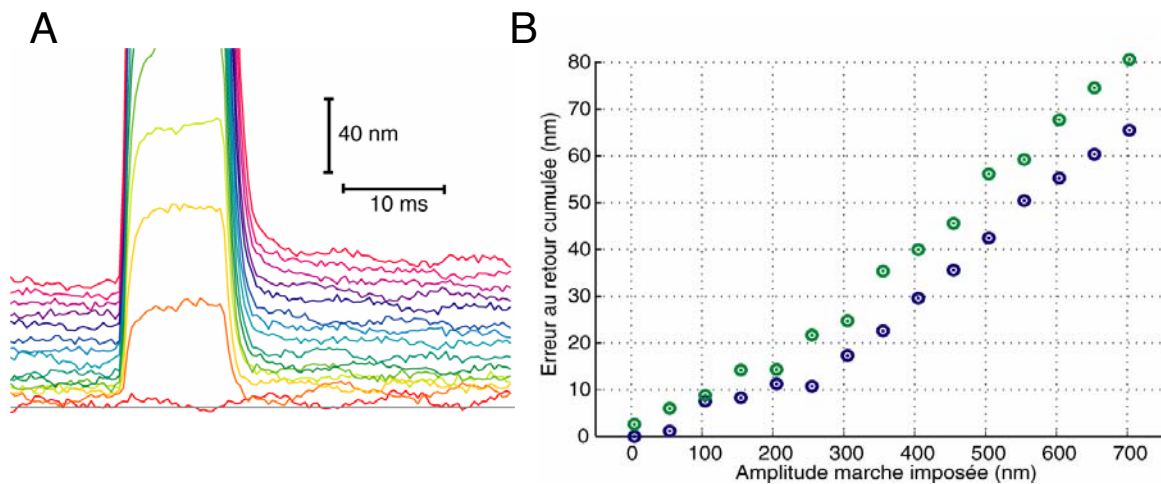 A
40 nm
10 ms
B
80
70
60
50
40
30
20
10
0
Erreur au retour cumulée (nm)
0 100 200 300 400 500 600 700
Amplitude marche imposée (nm)